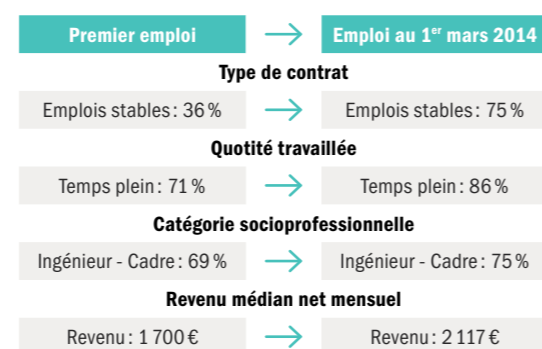 Premier emploi → Emploi au 1er mars 2014
Type de contrat
Emplois stables : 36 % → Emplois stables : 75 %
Quotité travaillée
Temps plein : 71 % → Temps plein : 86 %
Catégorie socioprofessionnelle
Ingénieur - Cadre : 69 % → Ingénieur - Cadre : 75 %
Revenu médian net mensuel
Revenu : 1 700 € → Revenu : 2 117 €